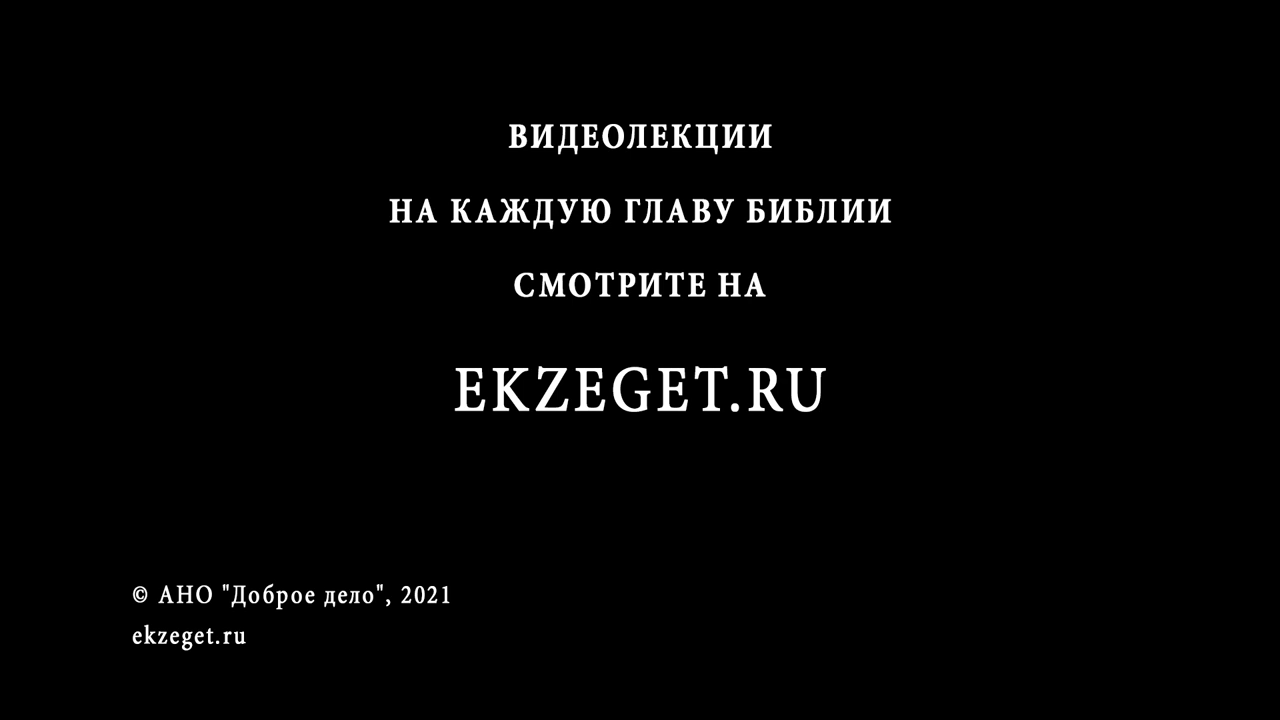 ВИДЕОЛЕКЦИИ
НА КАЖДУЮ ГЛАВУ БИБЛИИ
СМОТРИТЕ НА
EKZEGET.RU
© АНО "Доброе дело", 2021
ekzeget.ru